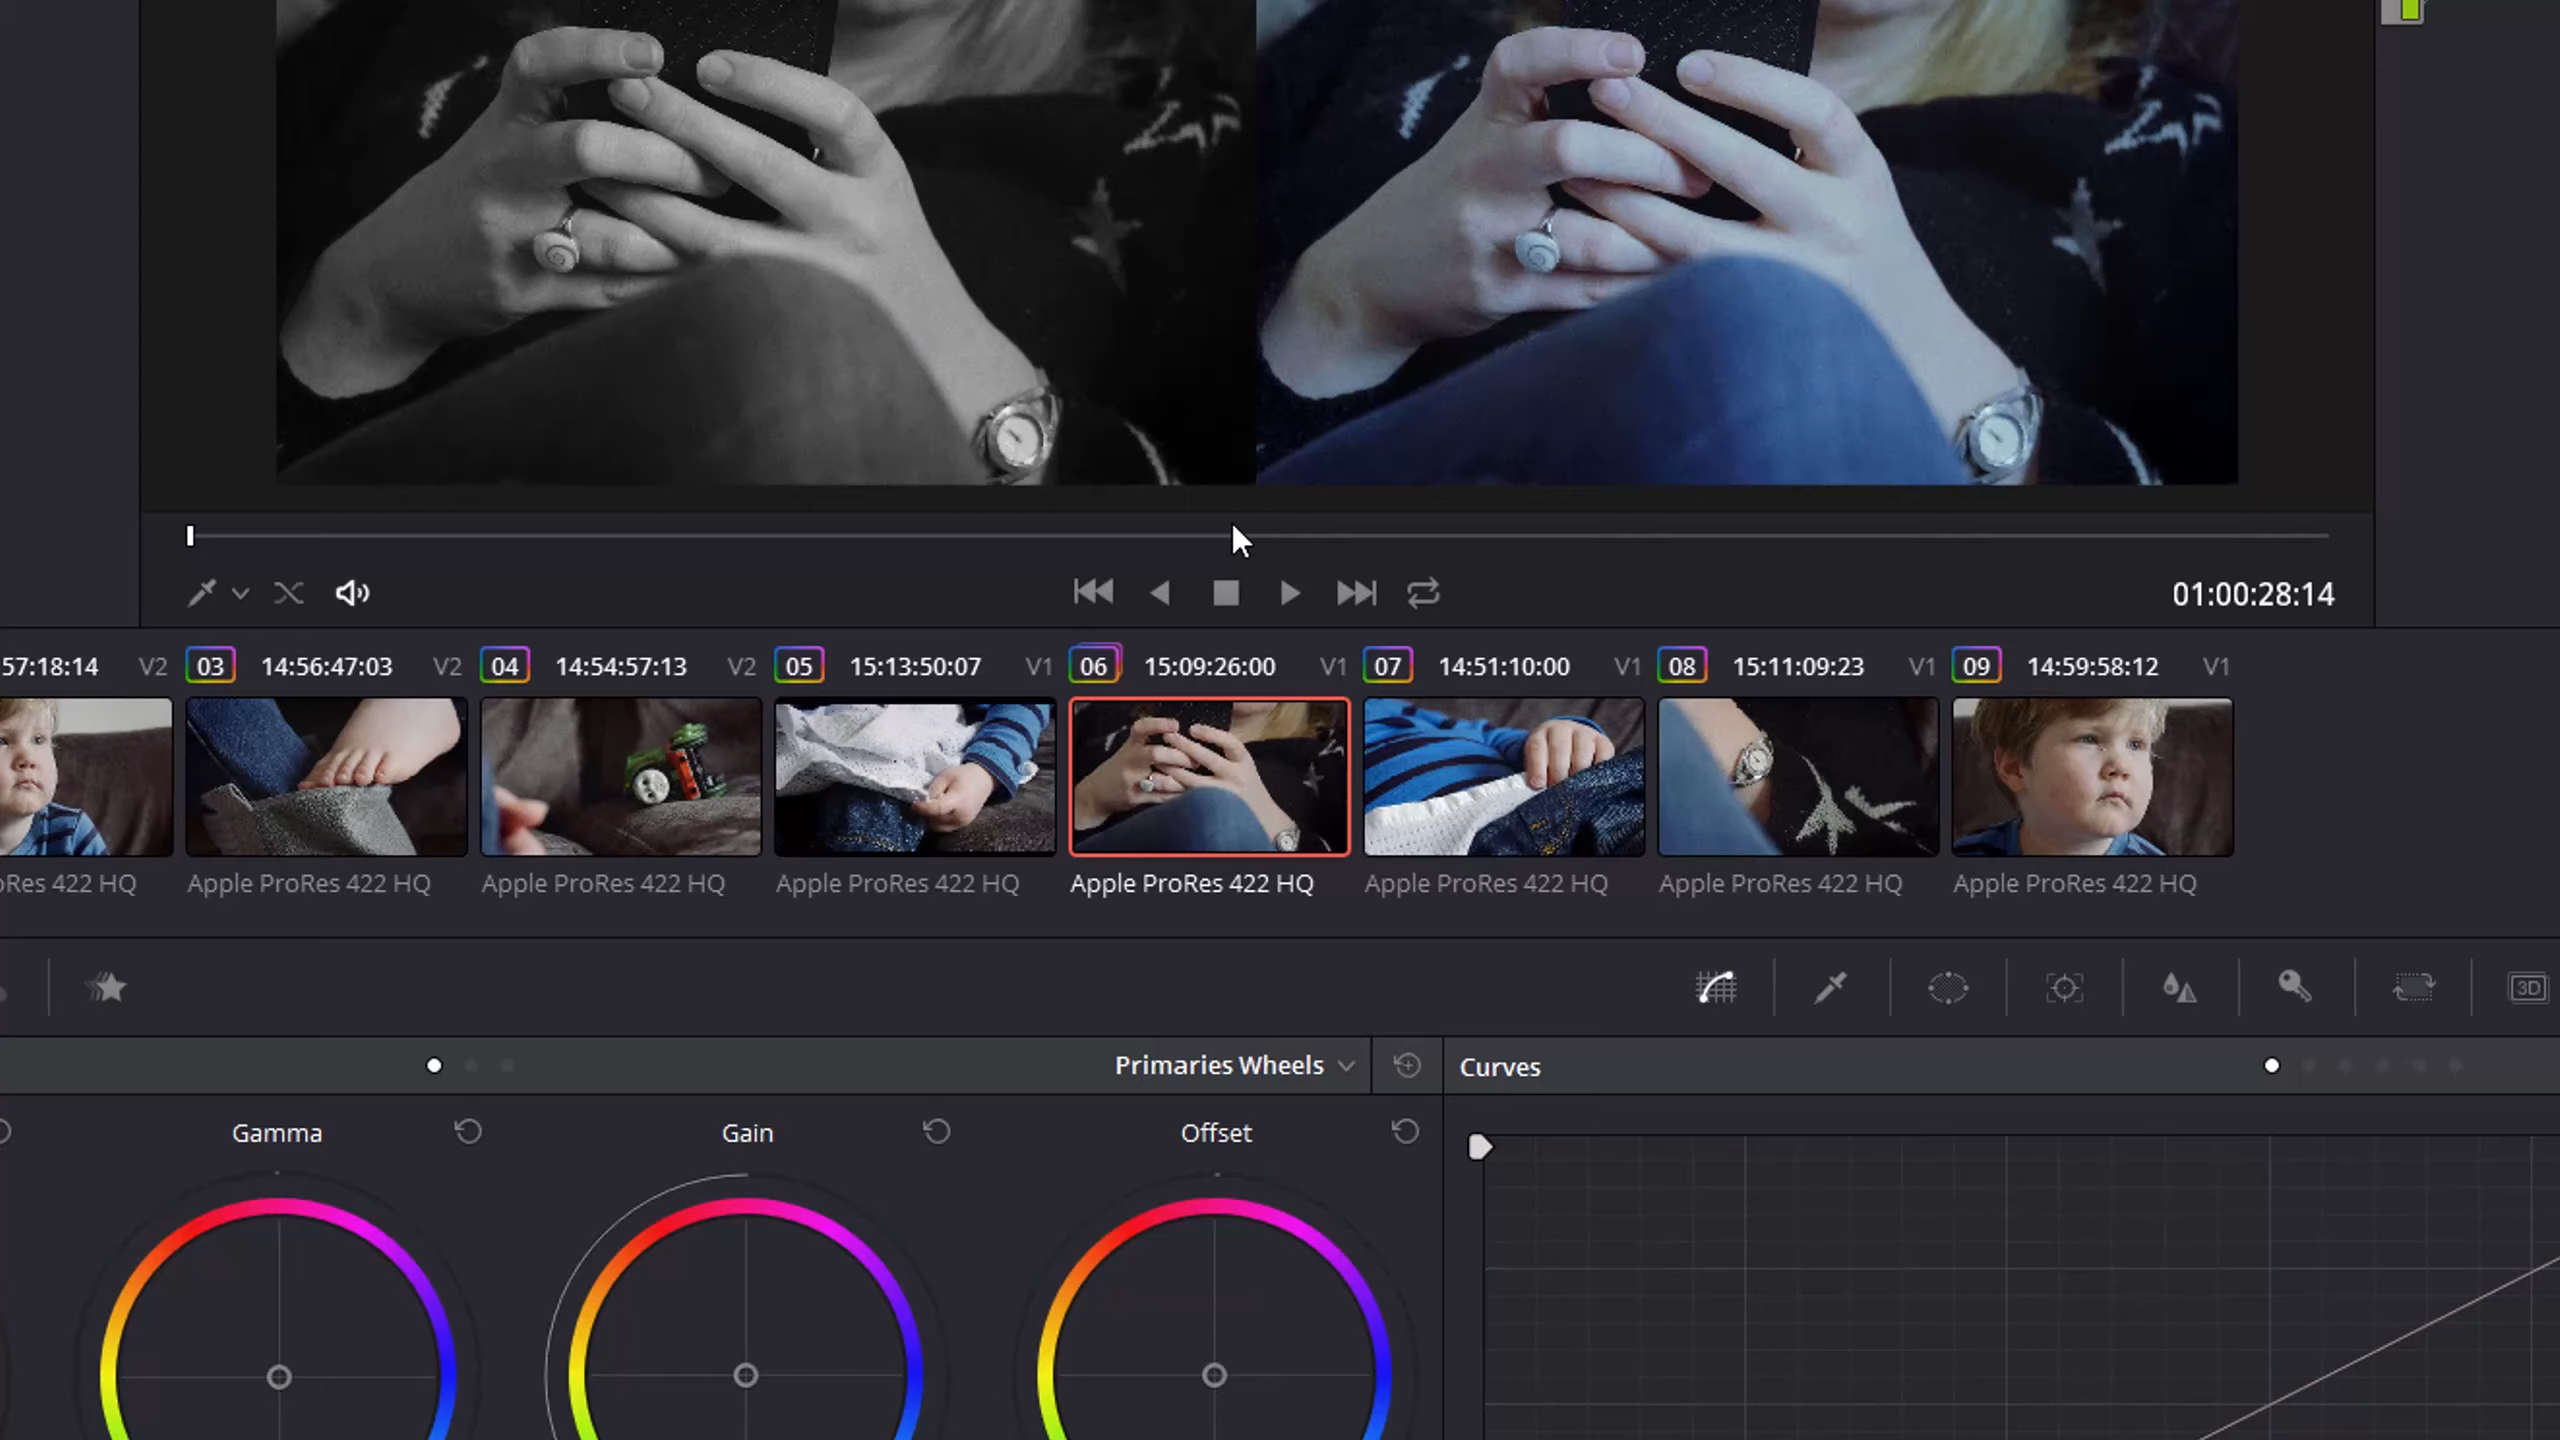 01:00:28:14
57:18:14 V2 03 14:56:47:03 V2 04 14:54:57:13 V2 05 15:13:50:07 V1 06 15:09:26:00 V1 07 14:51:10:00 V1 08 15:11:09:23 V1 09 14:59:58:12 V1
oRes 422 HQ Apple ProRes 422 HQ Apple ProRes 422 HQ Apple ProRes 422 HQ Apple ProRes 422 HQ Apple ProRes 422 HQ Apple ProRes 422 HQ Apple ProRes 422 HQ
3D
Primaries Wheels Curves
Gamma Gain Offset